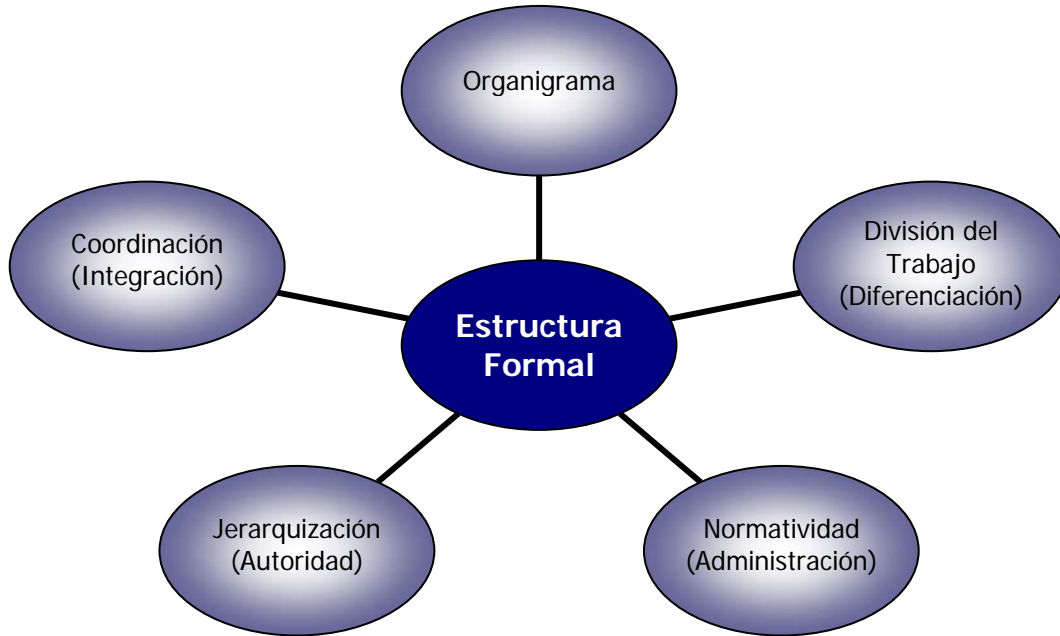 Organigrama
Coordinación
(Integración)
División del
Trabajo
(Diferenciación)
Estructura
Formal
Jerarquización
(Autoridad)
Normatividad
(Administración)